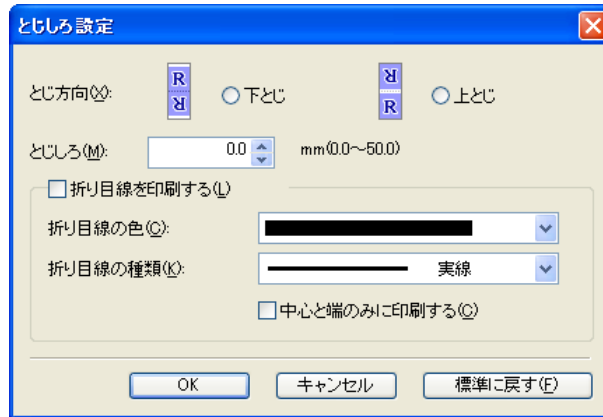 とじしろ設定
とじ方向(X):
R
R
下とじ
R
R
上とじ
とじしろ(M):
0.0
mm(0.0～50.0)
折り目線を印刷する(L)
折り目線の色(C):
折り目線の種類(K):
実線
中心と端のみに印刷する(C)
OK
キャンセル
標準に戻す(F)